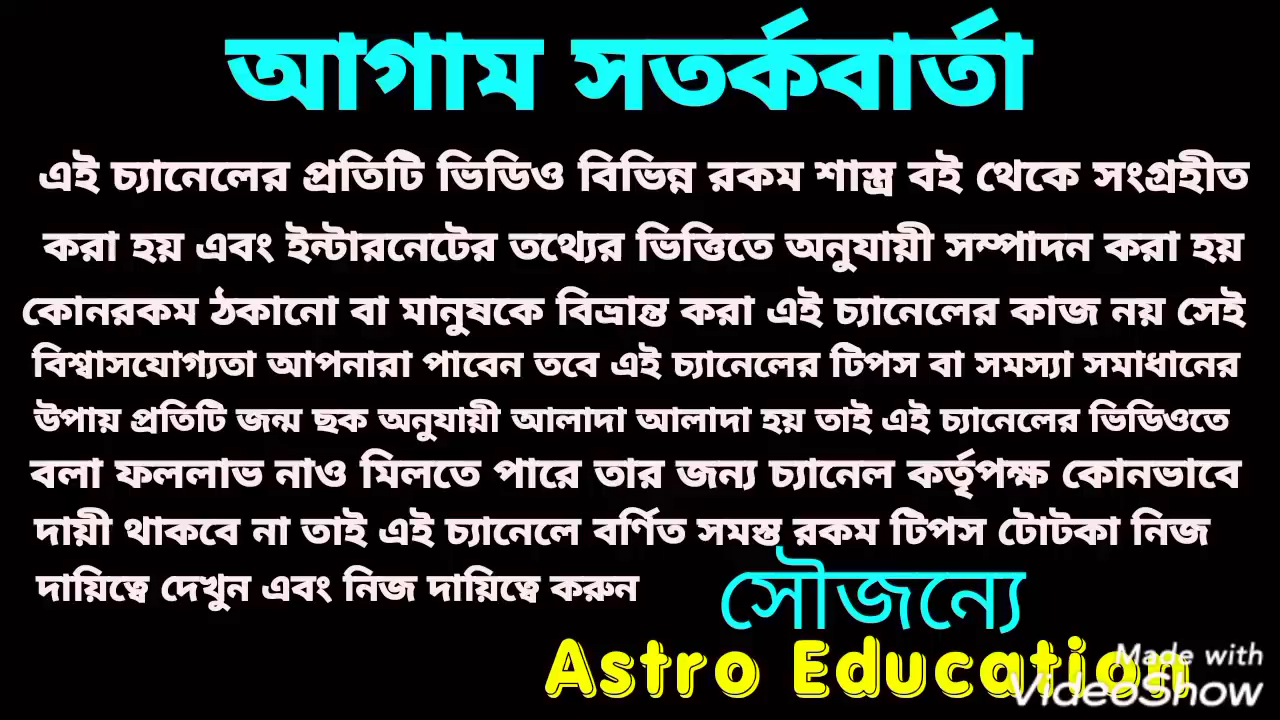 আগাম সতর্কবার্তা
এই চ্যানেলের প্রতিটি ভিডিও বিভিন্ন রকম শাস্ত্র বই থেকে সংগ্রহীত
করা হয় এবং ইন্টারনেটের তথ্যের ভিত্তিতে অনুযায়ী সম্পাদন করা হয়
কোনরকম ঠকানো বা মানুষকে বিভ্রান্ত করা এই চ্যানেলের কাজ নয় সেই
বিশ্বাসযোগ্যতা আপনারা পাবেন তবে এই চ্যানেলের টিপস বা সমস্যা সমাধানের
উপায় প্রতিটি জন্ম ছক অনুযায়ী আলাদা আলাদা হয় তাই এই চ্যানেলের ভিডিওতে
বলা ফললাভ নাও মিলতে পারে তার জন্য চ্যানেল কর্তৃপক্ষ কোনভাবে
দায়ী থাকবে না তাই এই চ্যানেলে বর্ণিত সমস্ত রকম টিপস টোটকা নিজ
দায়িত্বে দেখুন এবং নিজ দায়িত্বে করুন
সৌজন্যে
Astro Education
Made with
VideoShow